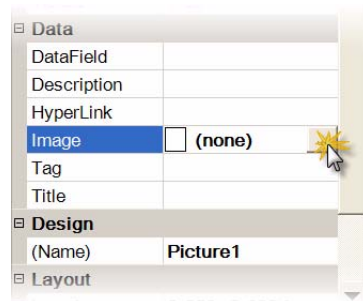 Data
DataField
Description
HyperLink
Image (none)
Tag
Title
Design
(Name) Picture1
Layout